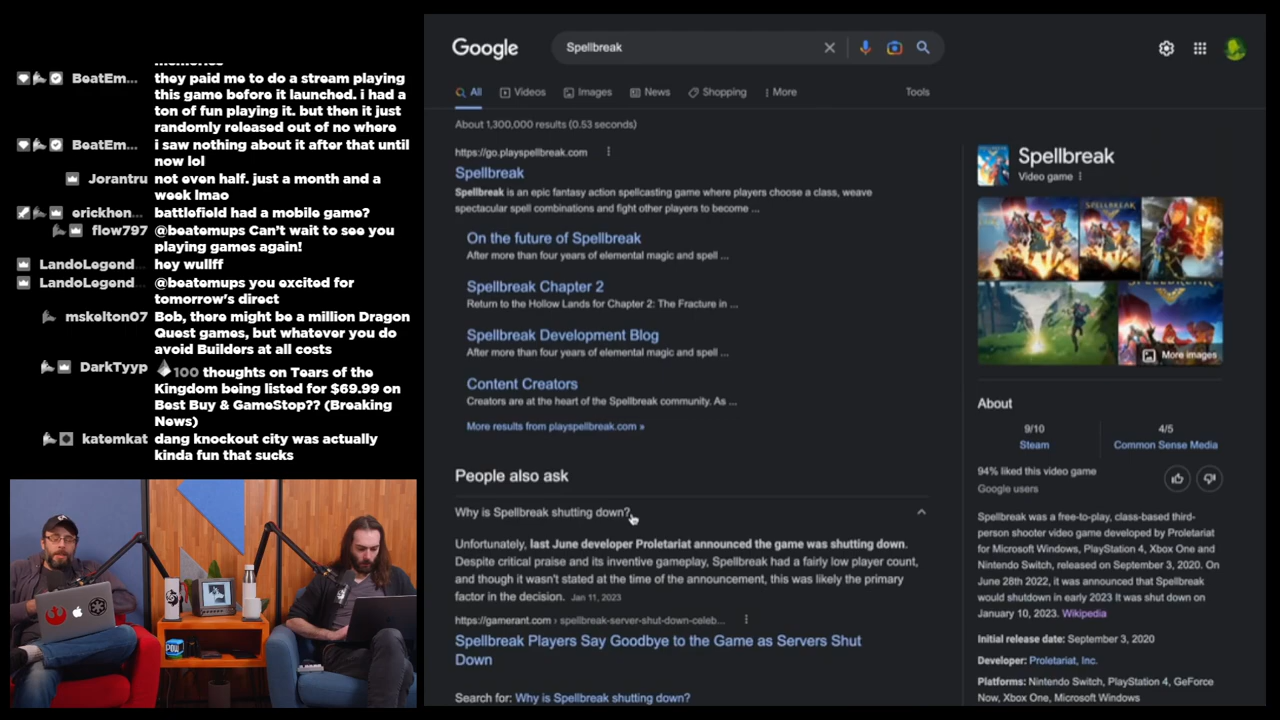 BeatEm... they paid me to do a stream playing
this game before it launched. i had a
ton of fun playing it. but then it just
randomly released out of no where
BeatEm... i saw nothing about it after that until
now lol
Jorantru not even half. just a month and a
week lmao
erickhen... battlefield had a mobile game?
flow797 @beatemups Can't wait to see you
playing games again!
LandoLegend hey wullff
LandoLegend @beatemups you excited for
tomorrow's direct
mskelton07 Bob, there might be a million Dragon
Quest games, but whatever you do
avoid Builders at all costs
DarkTyyp 100 thoughts on Tears of the
Kingdom being listed for $69.99 on
Best Buy & GameStop?? (Breaking
News)
katemkat dang knockout city was actually
kinda fun that sucks
Google
Spellbreak
All Videos Images News Shopping More Tools
About 1,300,000 results (0.53 seconds)
https://go.playspellbreak.com
Spellbreak
Spellbreak is an epic fantasy action spellcasting game where players choose a class, weave
spectacular spell combinations and fight other players to become ...
On the future of Spellbreak
After more than four years of elemental magic and spell ...
Spellbreak Chapter 2
Return to the Hollow Lands for Chapter 2: The Fracture in ...
Spellbreak Development Blog
After more than four years of elemental magic and spell ...
Content Creators
Creators are at the heart of the Spellbreak community. As ...
More results from playspellbreak.com »
People also ask
Why is Spellbreak shutting down?
Unfortunately, last June developer Proletariat announced the game was shutting down.
Despite critical praise and its inventive gameplay, Spellbreak had a fairly low player count,
and though it wasn't stated at the time of the announcement, this was likely the primary
factor in the decision. Jan 11, 2023
https://gamerant.com › spellbreak-server-shut-down-celeb...
Spellbreak Players Say Goodbye to the Game as Servers Shut
Down
Search for: Why is Spellbreak shutting down?
Spellbreak
Video game
More images
About
9/10
Steam
4/5
Common Sense Media
94% liked this video game
Google users
Spellbreak was a free-to-play, class-based third-
person shooter video game developed by Proletariat
for Microsoft Windows, PlayStation 4, Xbox One and
Nintendo Switch, released on September 3, 2020. On
June 28th 2022, it was announced that Spellbreak
would shutdown in early 2023 It was shut down on
January 10, 2023. Wikipedia
Initial release date: September 3, 2020
Developer: Proletariat, Inc.
Platforms: Nintendo Switch, PlayStation 4, GeForce
Now, Xbox One, Microsoft Windows